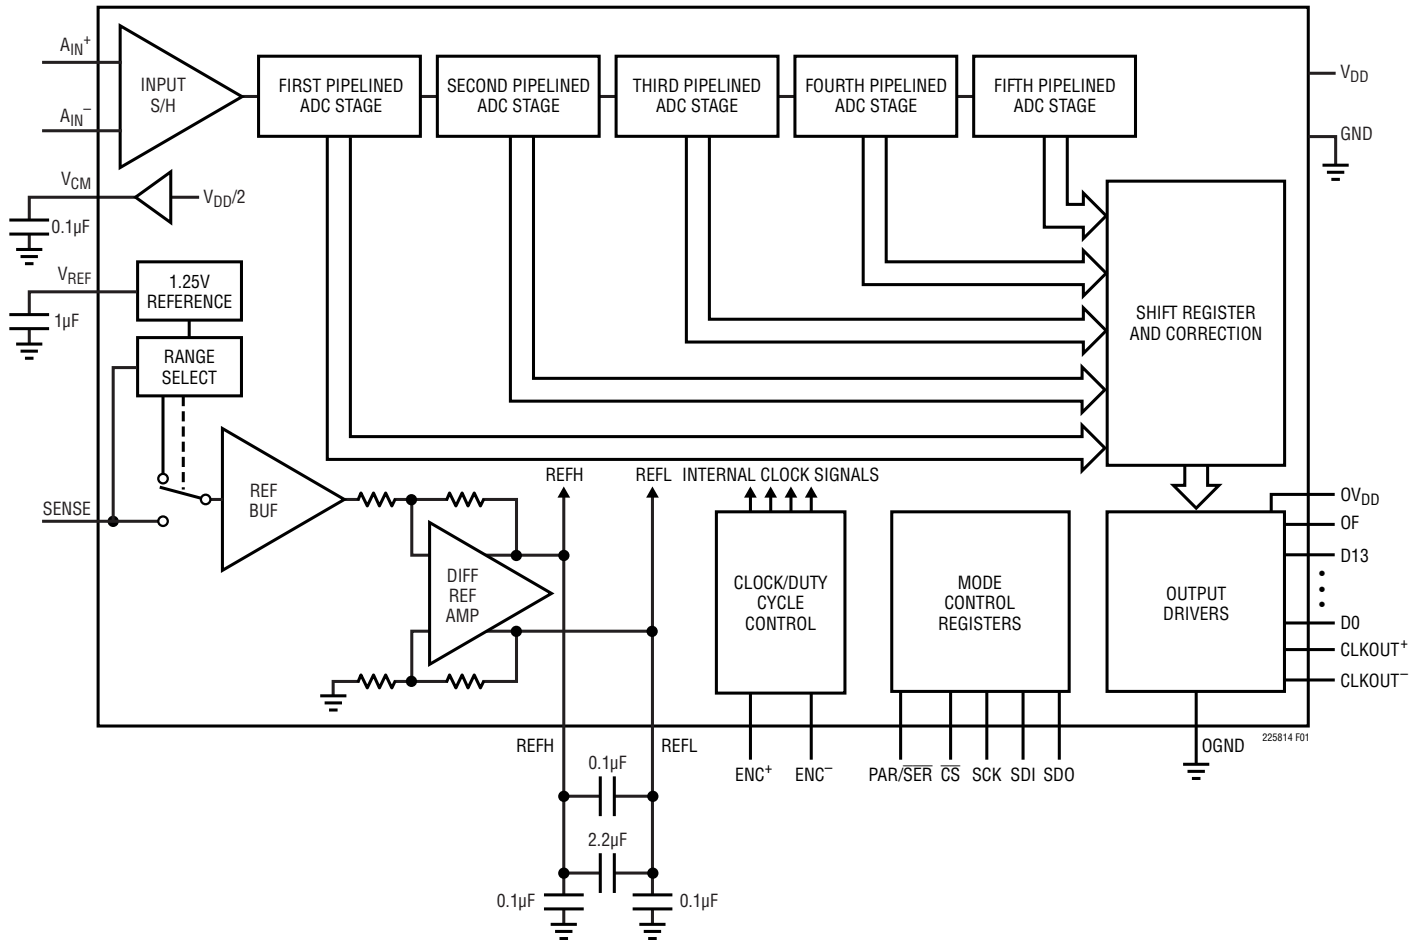 AIN+
AIN–
INPUT
S/H
FIRST PIPELINED
ADC STAGE
SECOND PIPELINED
ADC STAGE
THIRD PIPELINED
ADC STAGE
FOURTH PIPELINED
ADC STAGE
FIFTH PIPELINED
ADC STAGE
VDD
GND
VCM
VDD/2
0.1µF
VREF
1µF
1.25V
REFERENCE
RANGE
SELECT
SHIFT REGISTER
AND CORRECTION
SENSE
REF
BUF
DIFF
REF
AMP
REFH
REFL
INTERNAL CLOCK SIGNALS
CLOCK/DUTY
CYCLE
CONTROL
MODE
CONTROL
REGISTERS
OUTPUT
DRIVERS
OVDD
OF
D13
D0
CLKOUT+
CLKOUT–
225814 F01
REFH
REFL
ENC+
ENC–
PAR/SER
CS
SCK
SDI
SDO
OGND
0.1µF
2.2µF
0.1µF
0.1µF